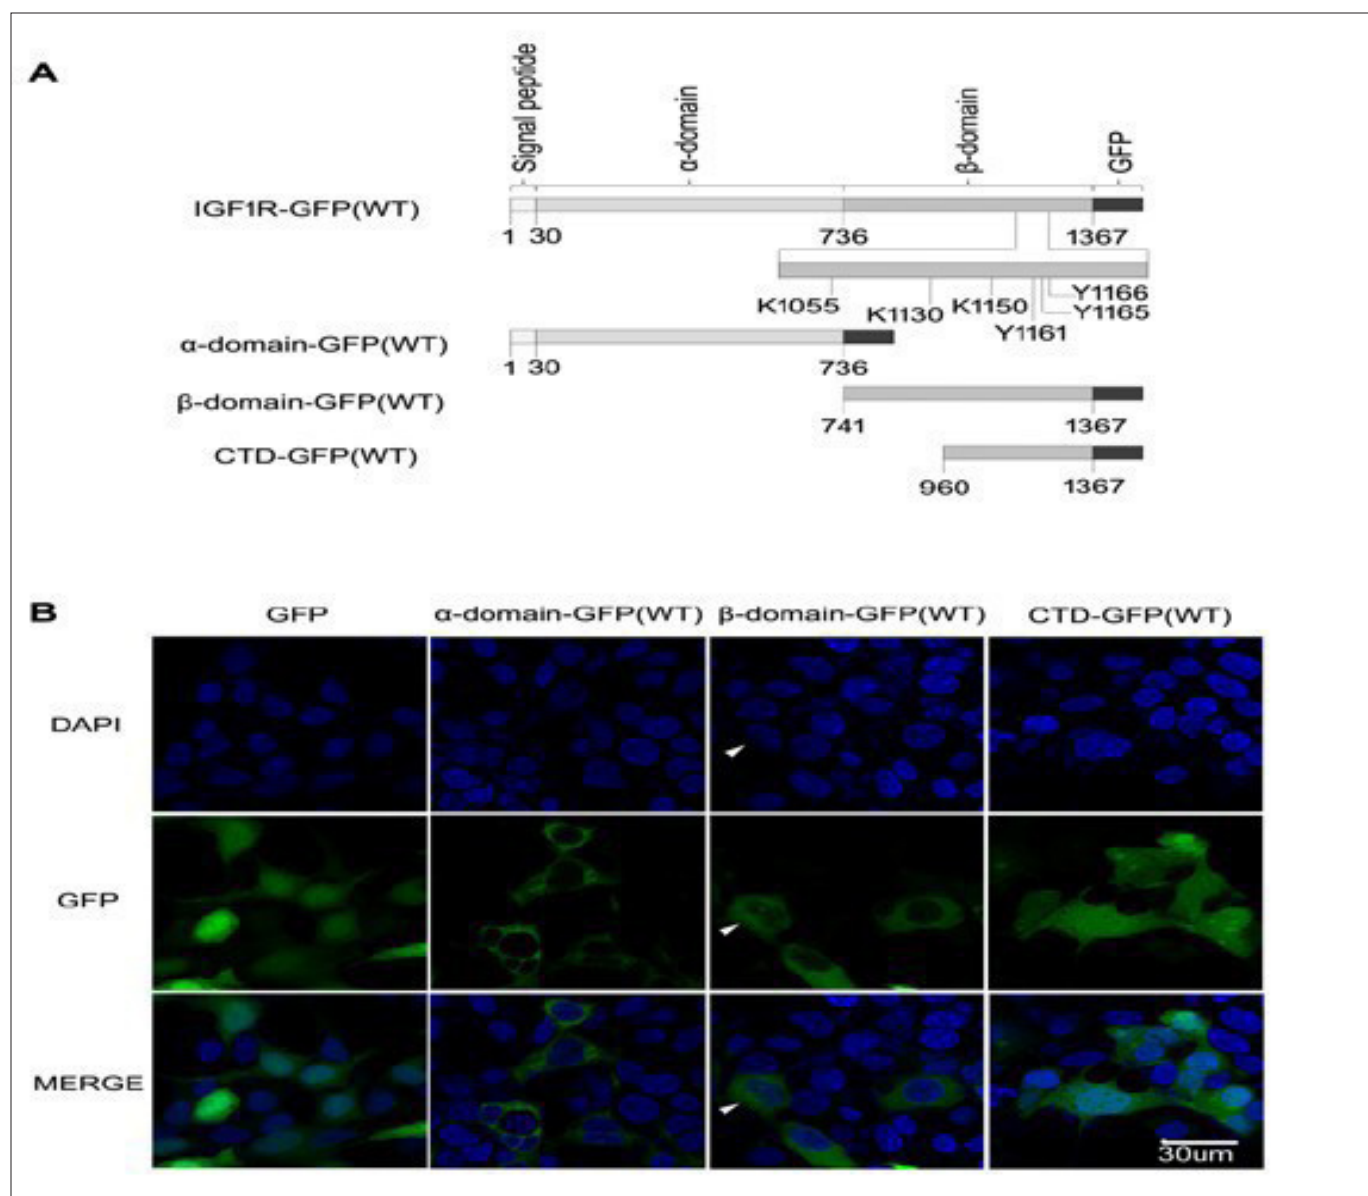 A
Signal peptide
α-domain
β-domain
GFP
IGF1R-GFP(WT)
1 30 736 1367
K1055 K1130 K1150 Y1161 Y1165 Y1166
α-domain-GFP(WT)
1 30 736
β-domain-GFP(WT)
741 1367
CTD-GFP(WT)
960 1367
B
GFP α-domain-GFP(WT) β-domain-GFP(WT) CTD-GFP(WT)
DAPI
GFP
MERGE
30um